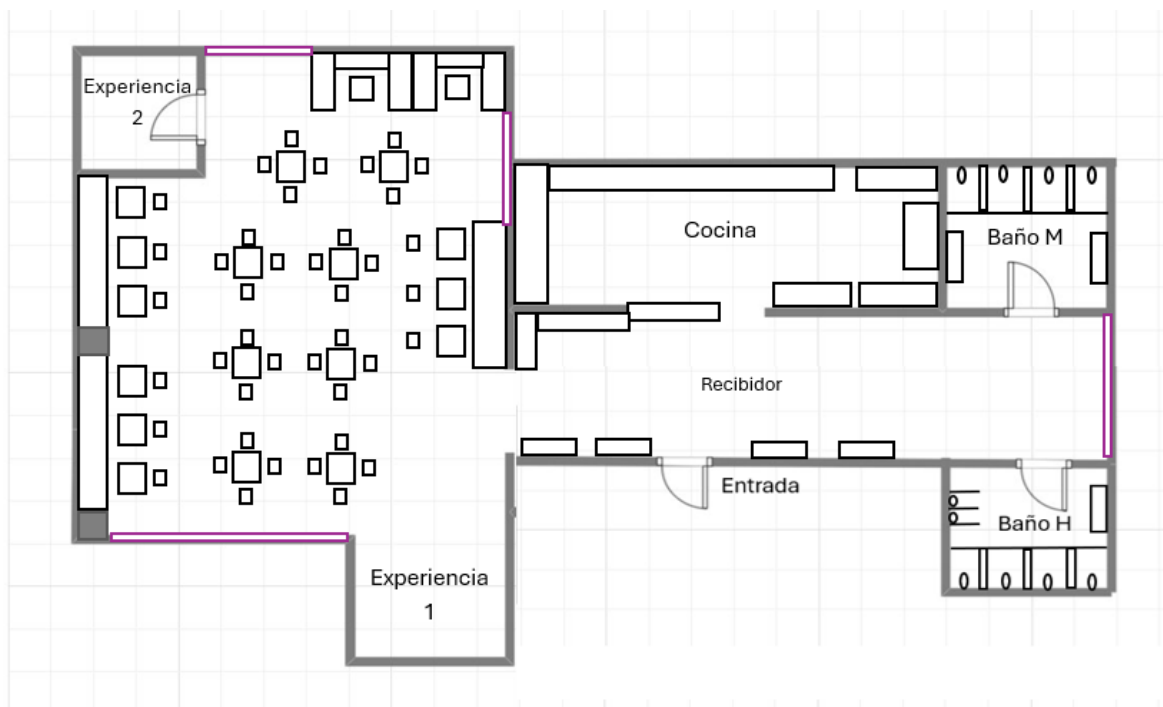 Experiencia
2
Cocina
Baño M
Recibidor
Entrada
Baño H
Experiencia
1